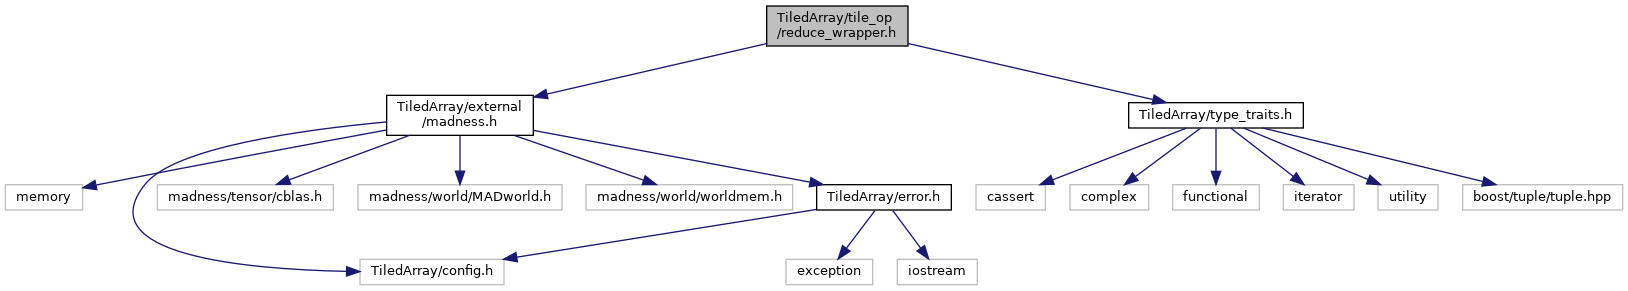 TiledArray/tile_op
/reduce_wrapper.h
TiledArray/external
/madness.h
TiledArray/type_traits.h
memory
madness/tensor/cblas.h
madness/world/MADworld.h
madness/world/worldmem.h
TiledArray/error.h
cassert
complex
functional
iterator
utility
boost/tuple/tuple.hpp
TiledArray/config.h
exception
iostream